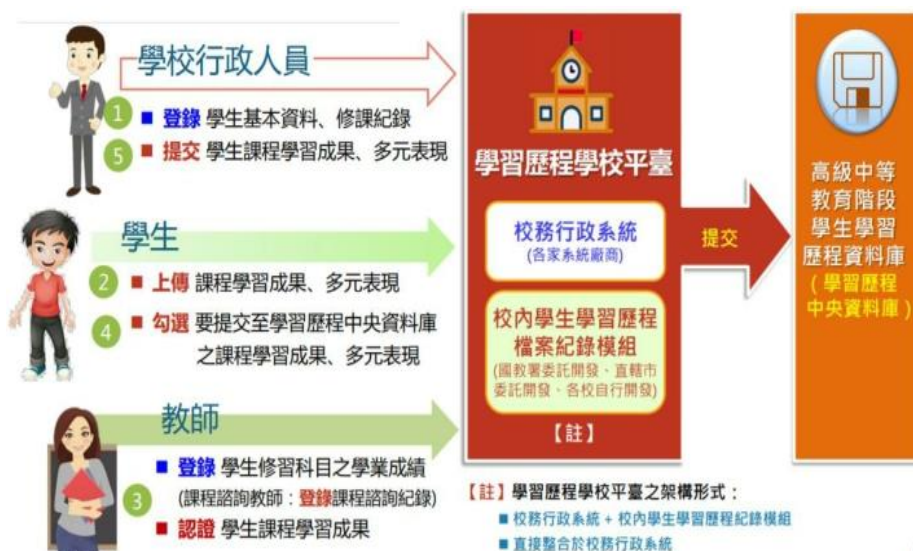 學校行政人員
1
■ 登錄 學生基本資料、修課紀錄
5
■ 提交 學生課程學習成果、多元表現
學生
2
■ 上傳 課程學習成果、多元表現
4
■ 勾選 要提交至學習歷程中央資料庫
之課程學習成果、多元表現
教師
3
■ 登錄 學生修習科目之學業成績
(課程諮詢教師：登錄課程諮詢紀錄)
■ 認證 學生課程學習成果
學習歷程學校平臺
校務行政系統
(各家系統廠商)
校內學生學習歷程
檔案紀錄模組
(國教署委託開發、直轄市
委託開發、各校自行開發)
【註】
提交
高級中等
教育階段
學生學習
歷程資料庫
(學習歷程
中央資料庫)
【註】學習歷程學校平臺之架構形式：
■ 校務行政系統 + 校內學生學習歷程紀錄模組
■ 直接整合於校務行政系統